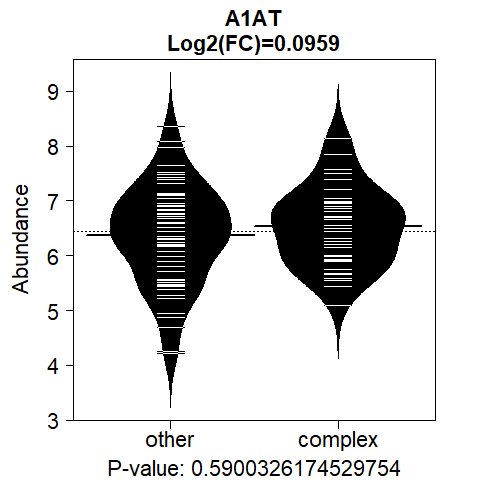 A1AT
Log2(FC)=0.0959
Abundance
9
8
7
6
5
4
3
other complex
P-value: 0.5900326174529754